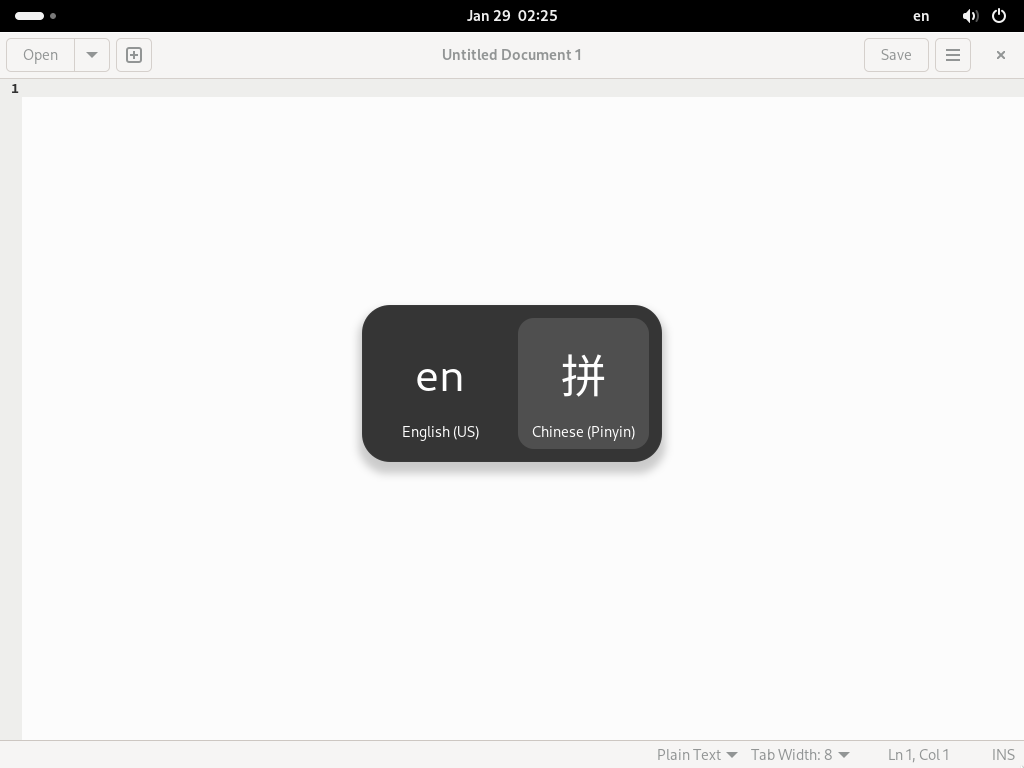 Jan 29 02:25
en
Open
Untitled Document 1
Save
1
en
拼
English (US)
Chinese (Pinyin)
Plain Text
Tab Width: 8
Ln 1, Col 1
INS